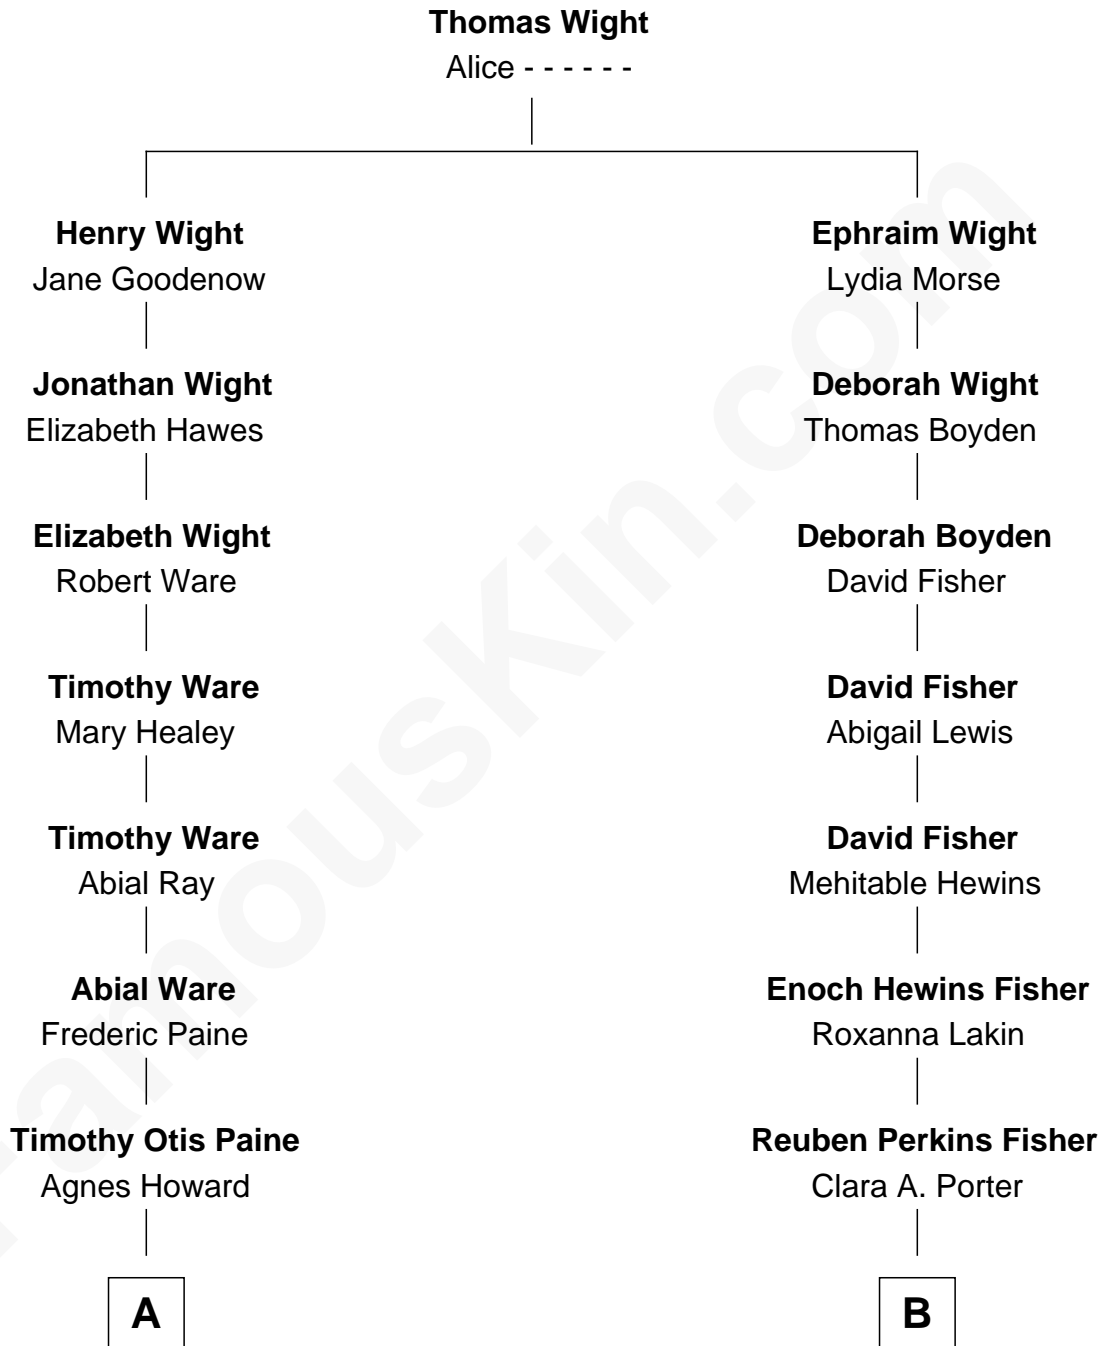 Thomas Wight
Alice - - - - - -
Henry Wight
Jane Goodenow
Ephraim Wight
Lydia Morse
Jonathan Wight
Elizabeth Hawes
Deborah Wight
Thomas Boyden
Elizabeth Wight
Robert Ware
Deborah Boyden
David Fisher
Timothy Ware
Mary Healey
David Fisher
Abigail Lewis
Timothy Ware
Abial Ray
David Fisher
Mehitable Hewins
Abial Ware
Frederic Paine
Enoch Hewins Fisher
Roxanna Lakin
Timothy Otis Paine
Agnes Howard
Reuben Perkins Fisher
Clara A. Porter
A
B
FamousKin.com